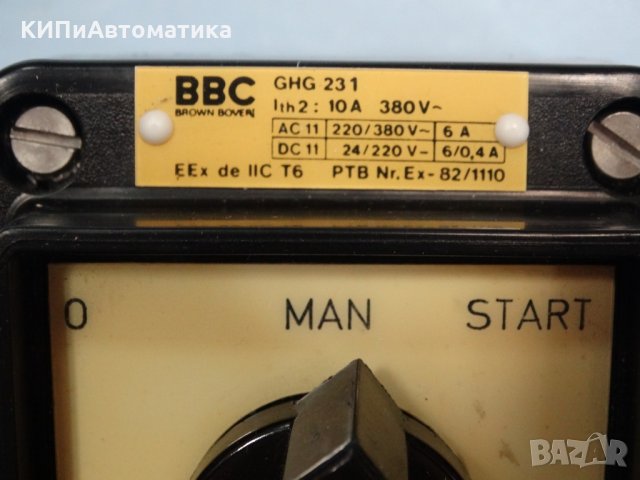 КИПиАвтоматика
BBC
BROWN BOVERI
GHG 231
Ith2: 10A 380V~
AC 11 220/380V~ 6 A
DC 11 24/220 V- 6/0,4 A
EEx de IIC T6 PTB Nr. Ex-82/1110
0 MAN START
BAZAR